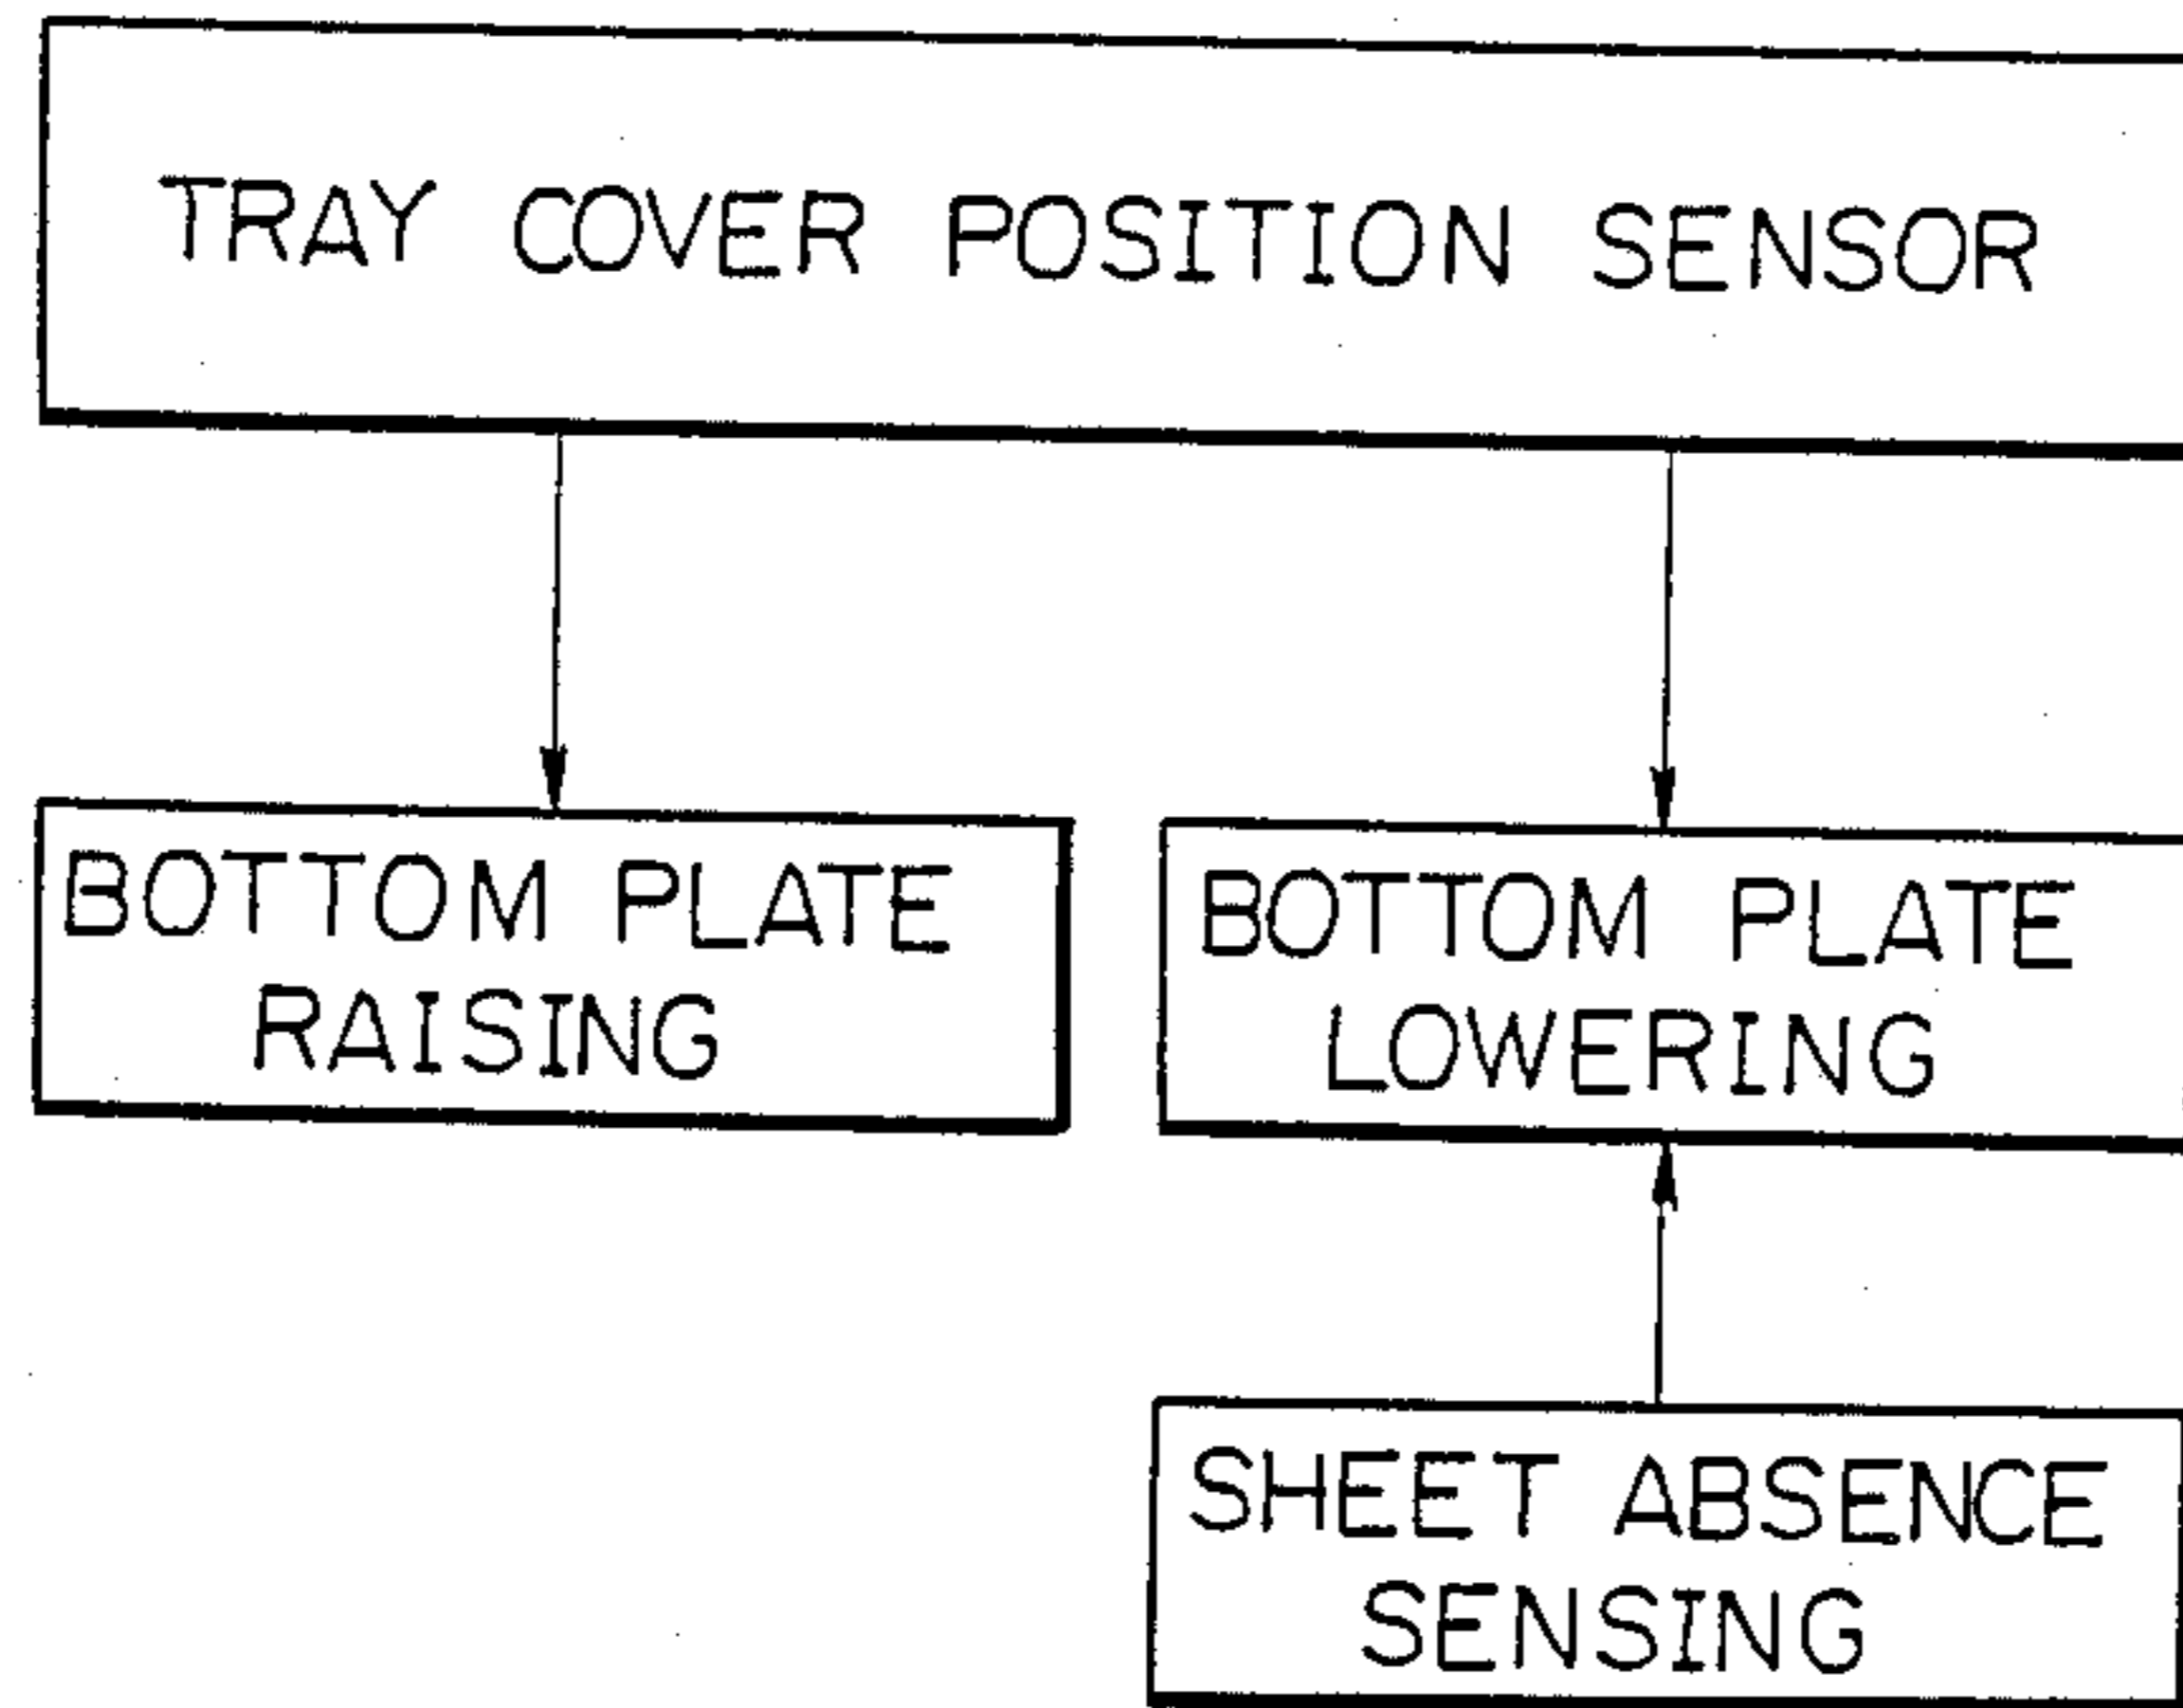 TRAY COVER POSITION SENSOR
BOTTOM PLATE
RAISING
BOTTOM PLATE
LOWERING
SHEET ABSENCE
SENSING